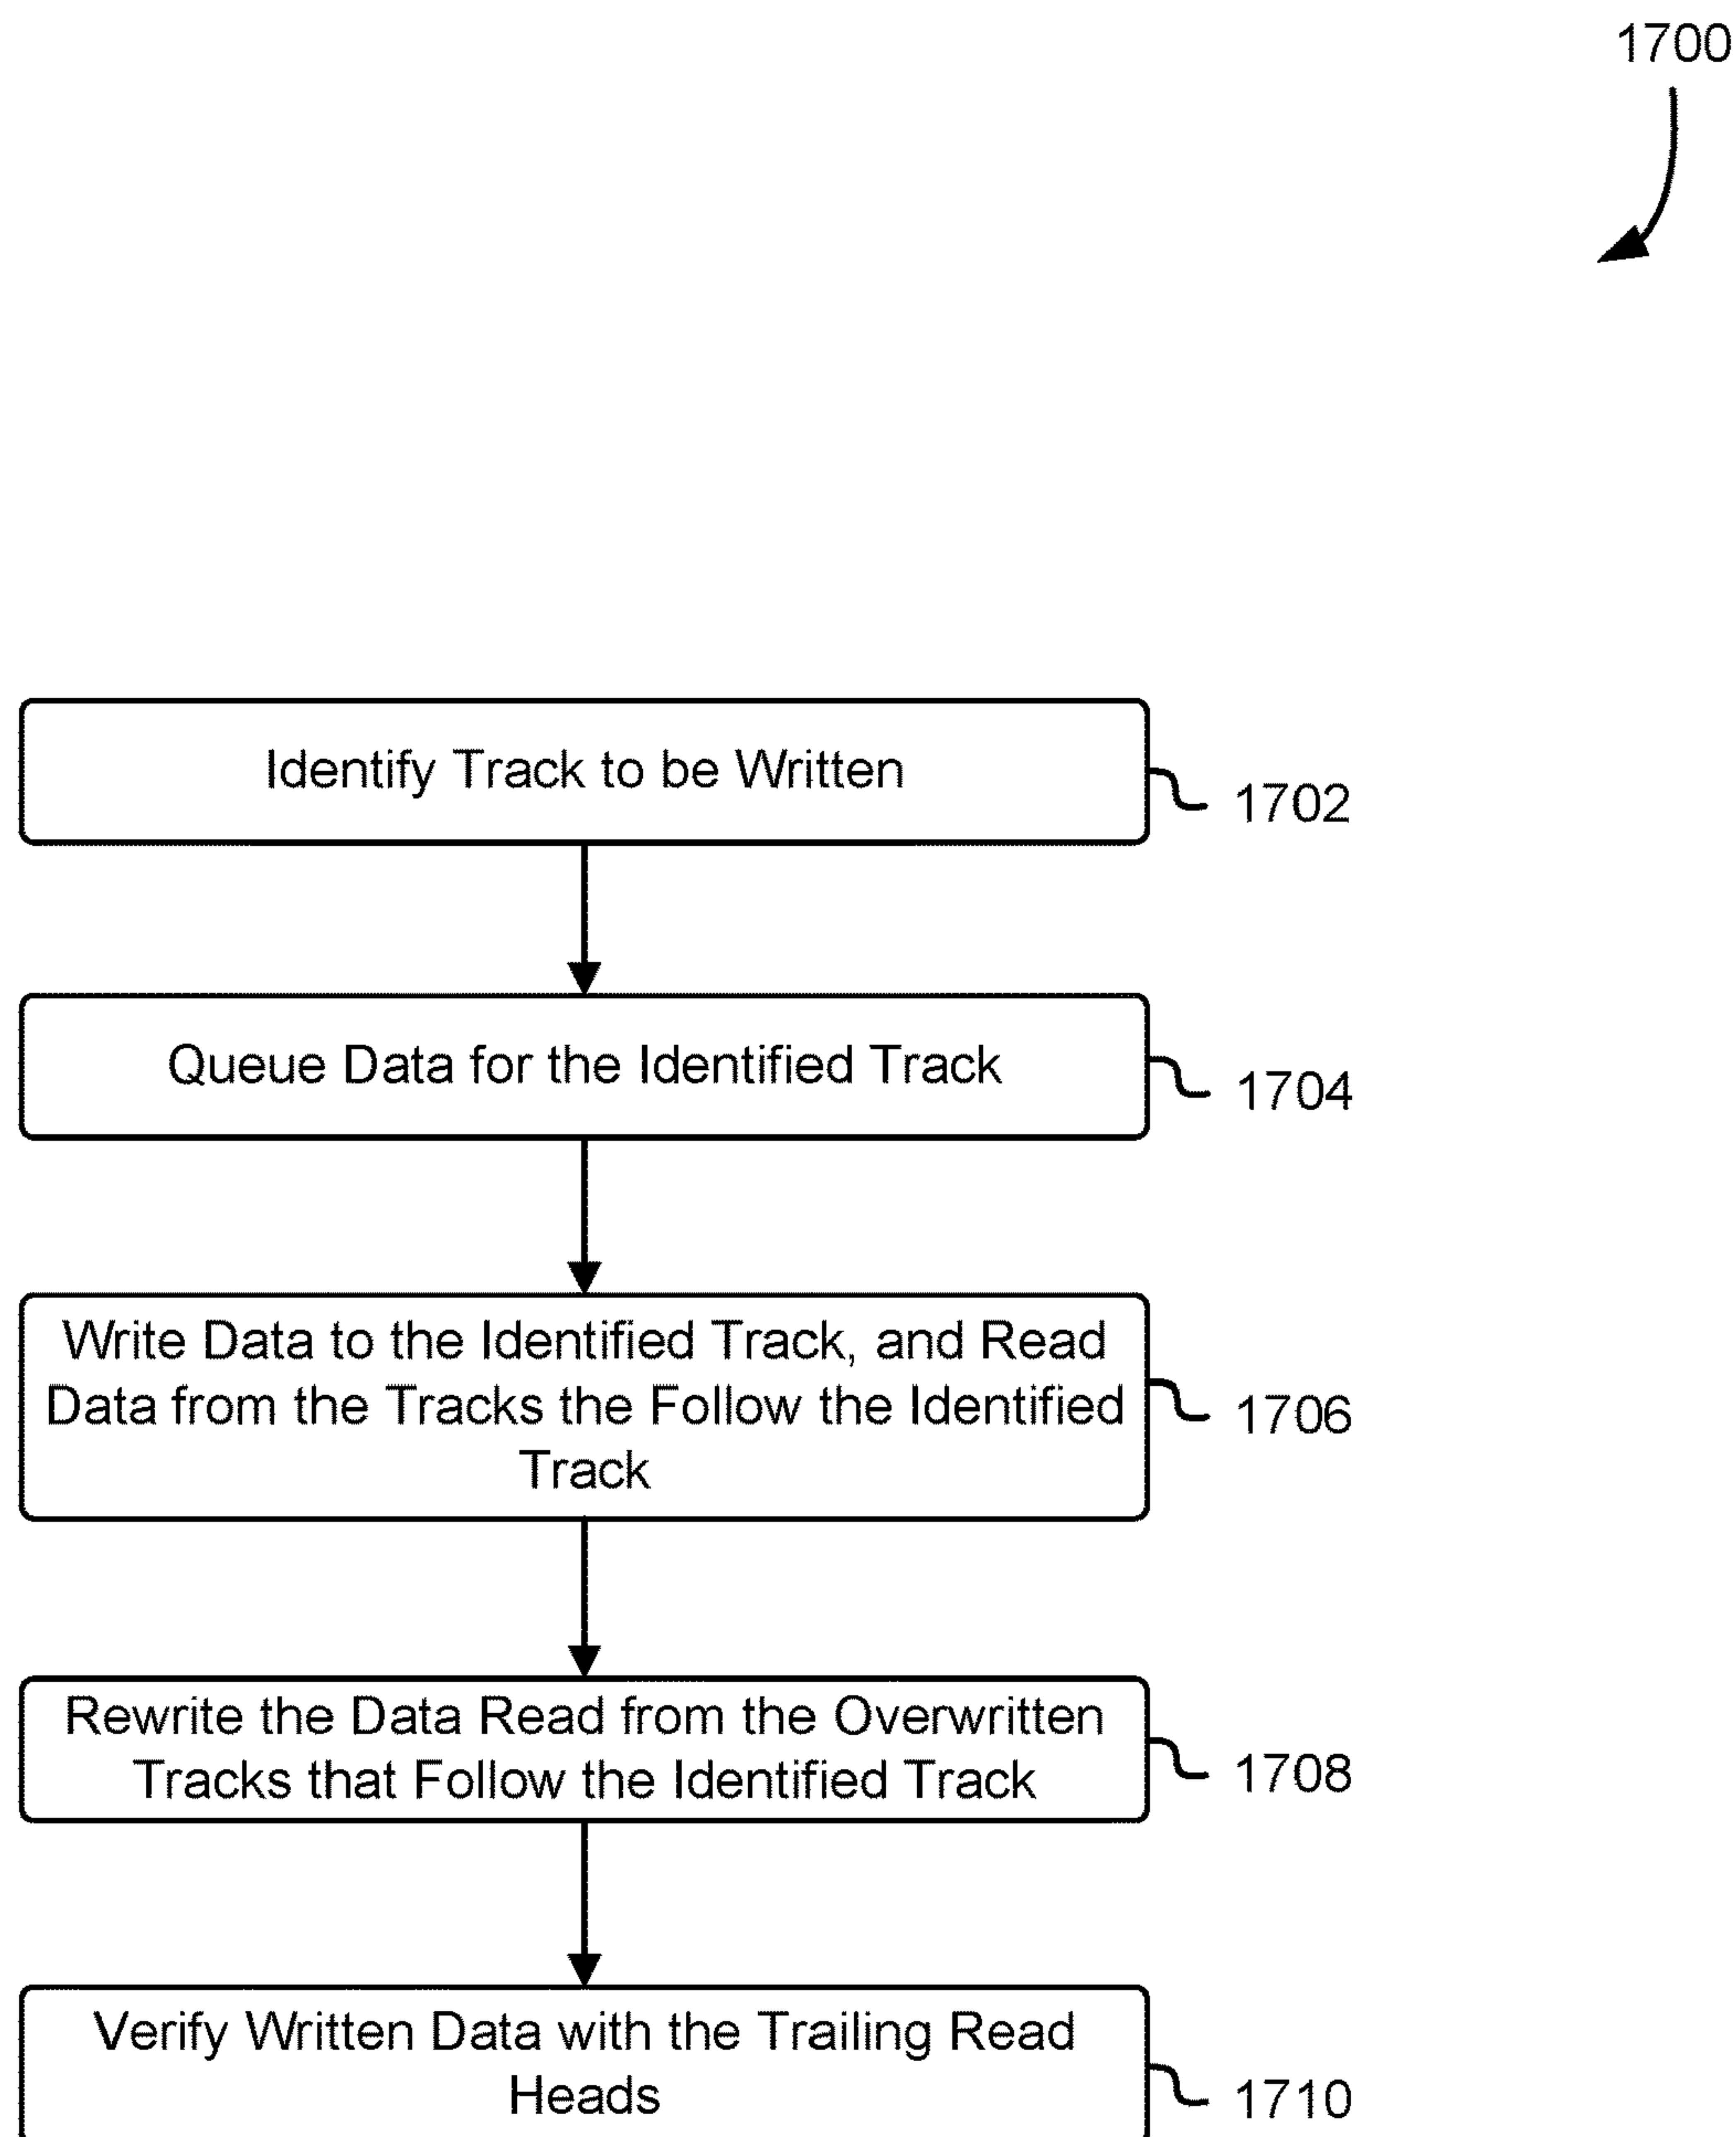 1700
Identify Track to be Written
1702
Queue Data for the Identified Track
1704
Write Data to the Identified Track, and Read
Data from the Tracks the Follow the Identified
Track
1706
Rewrite the Data Read from the Overwritten
Tracks that Follow the Identified Track
1708
Verify Written Data with the Trailing Read
Heads
1710